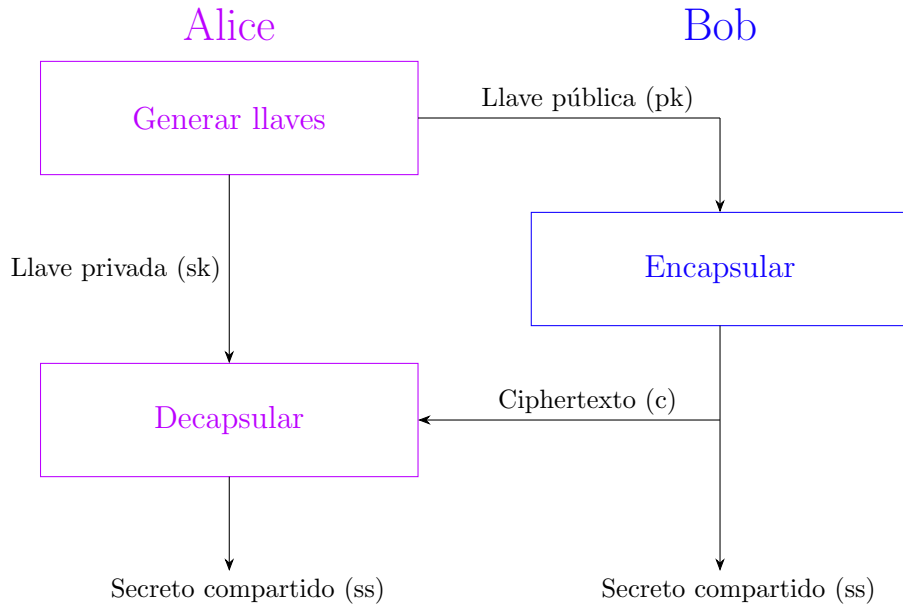 Alice
Bob
Generar llaves
Llave pública (pk)
Llave privada (sk)
Encapsular
Decapsular
Ciphertexto (c)
Secreto compartido (ss)
Secreto compartido (ss)